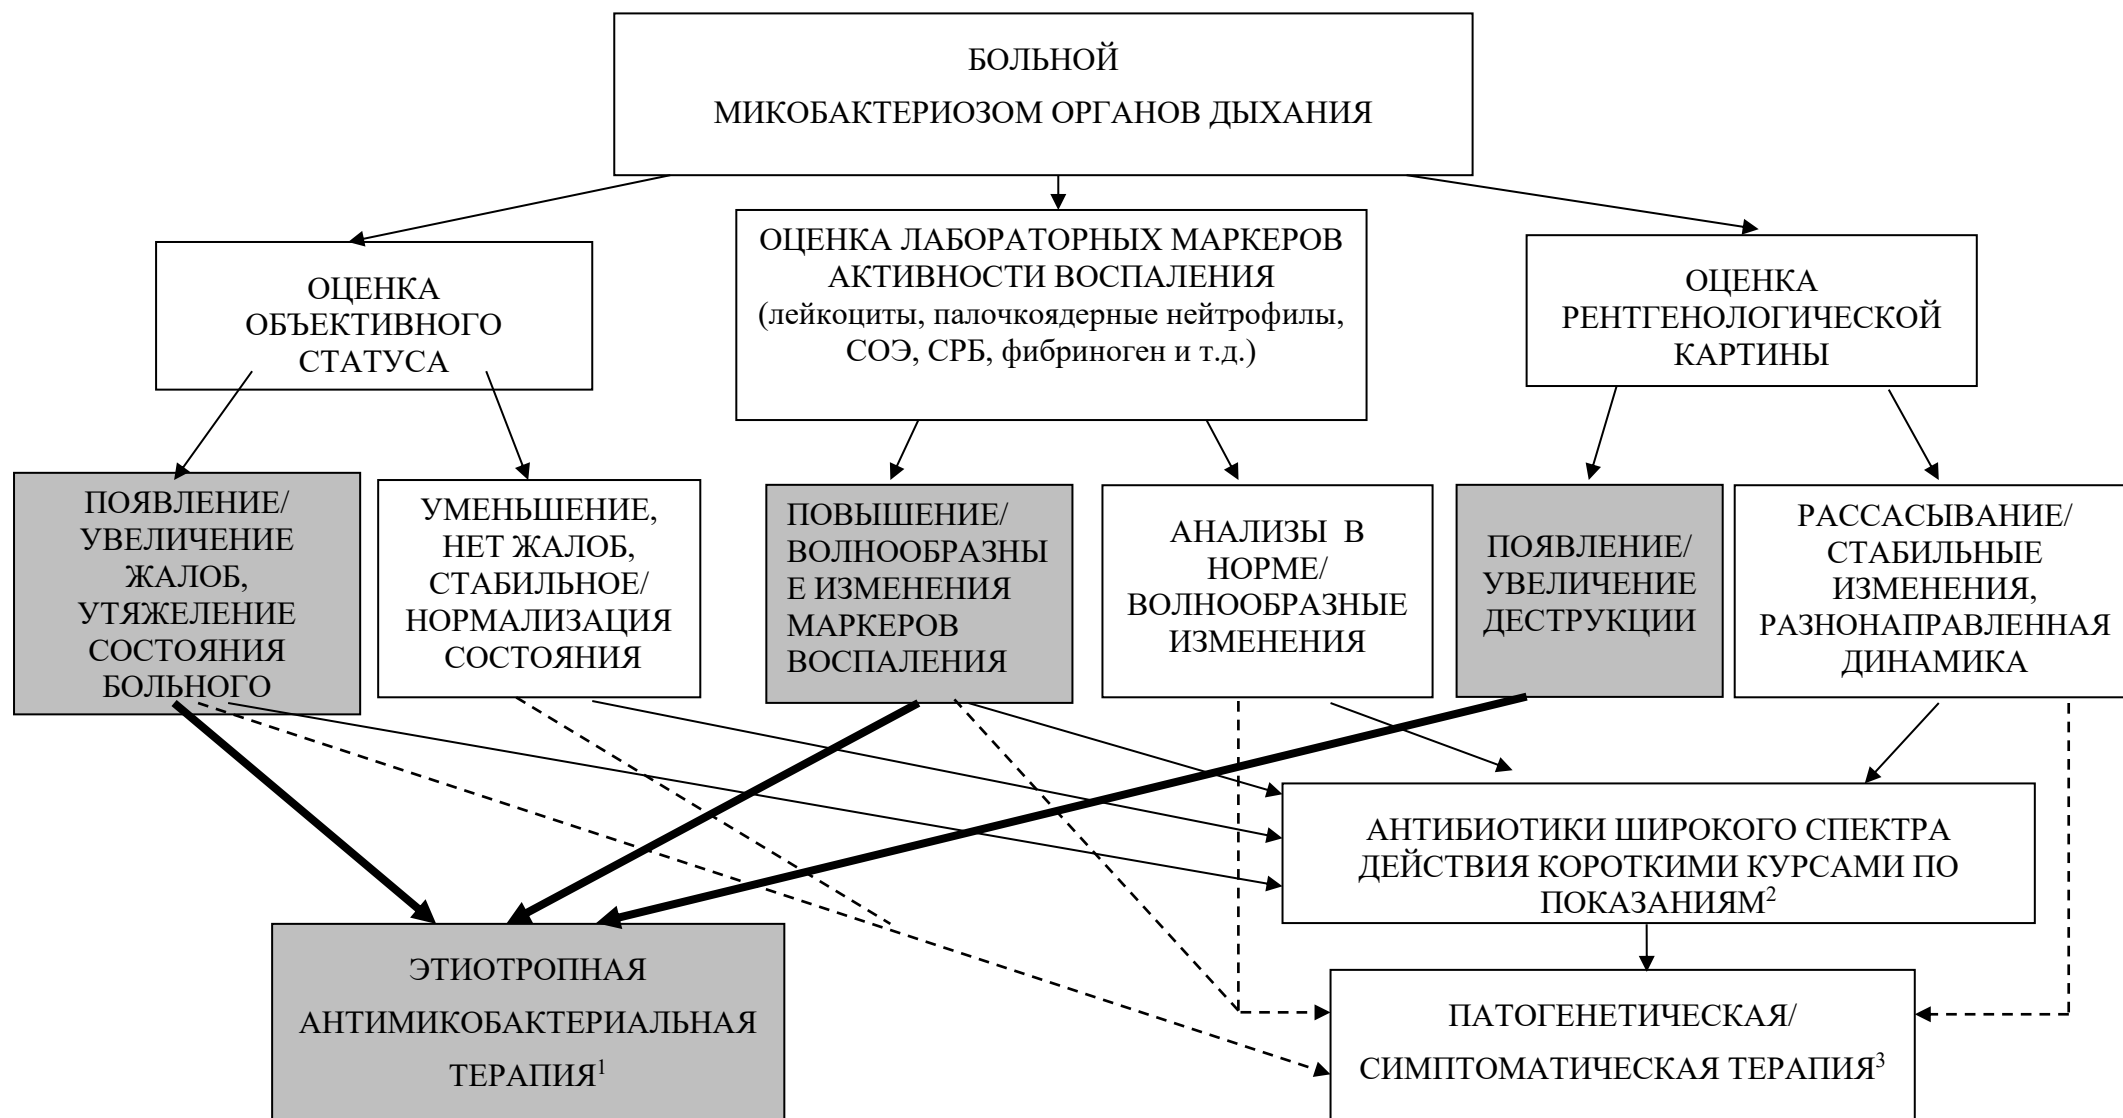 БОЛЬНОЙ
МИКОБАКТЕРИОЗОМ ОРГАНОВ ДЫХАНИЯ
ОЦЕНКА
ОБЪЕКТИВНОГО
СТАТУСА
ОЦЕНКА ЛАБОРАТОРНЫХ МАРКЕРОВ
АКТИВНОСТИ ВОСПАЛЕНИЯ
(лейкоциты, палочкоядерные нейтрофилы,
СОЭ, СРБ, фибриноген и т.д.)
ОЦЕНКА
РЕНТГЕНОЛОГИЧЕСКОЙ
КАРТИНЫ
ПОЯВЛЕНИЕ/
УВЕЛИЧЕНИЕ
ЖАЛОБ,
УТЯЖЕЛЕНИЕ
СОСТОЯНИЯ
БОЛЬНОГО
УМЕНЬШЕНИЕ,
НЕТ ЖАЛОБ,
СТАБИЛЬНОЕ/
НОРМАЛИЗАЦИЯ
СОСТОЯНИЯ
ПОВЫШЕНИЕ/
ВОЛНООБРАЗНЫ
Е ИЗМЕНЕНИЯ
МАРКЕРОВ
ВОСПАЛЕНИЯ
АНАЛИЗЫ В
НОРМЕ/
ВОЛНООБРАЗНЫЕ
ИЗМЕНЕНИЯ
ПОЯВЛЕНИЕ/
УВЕЛИЧЕНИЕ
ДЕСТРУКЦИИ
РАССАСЫВАНИЕ/
СТАБИЛЬНЫЕ
ИЗМЕНЕНИЯ,
РАЗНОНАПРАВЛЕННАЯ
ДИНАМИКА
АНТИБИОТИКИ ШИРОКОГО СПЕКТРА
ДЕЙСТВИЯ КОРОТКИМИ КУРСАМИ ПО
ПОКАЗАНИЯМ²
ЭТИОТРОПНАЯ
АНТИМИКОБАКТЕРИАЛЬНАЯ
ТЕРАПИЯ¹
ПАТОГЕНЕТИЧЕСКАЯ/
СИМПТОМАТИЧЕСКАЯ ТЕРАПИЯ³